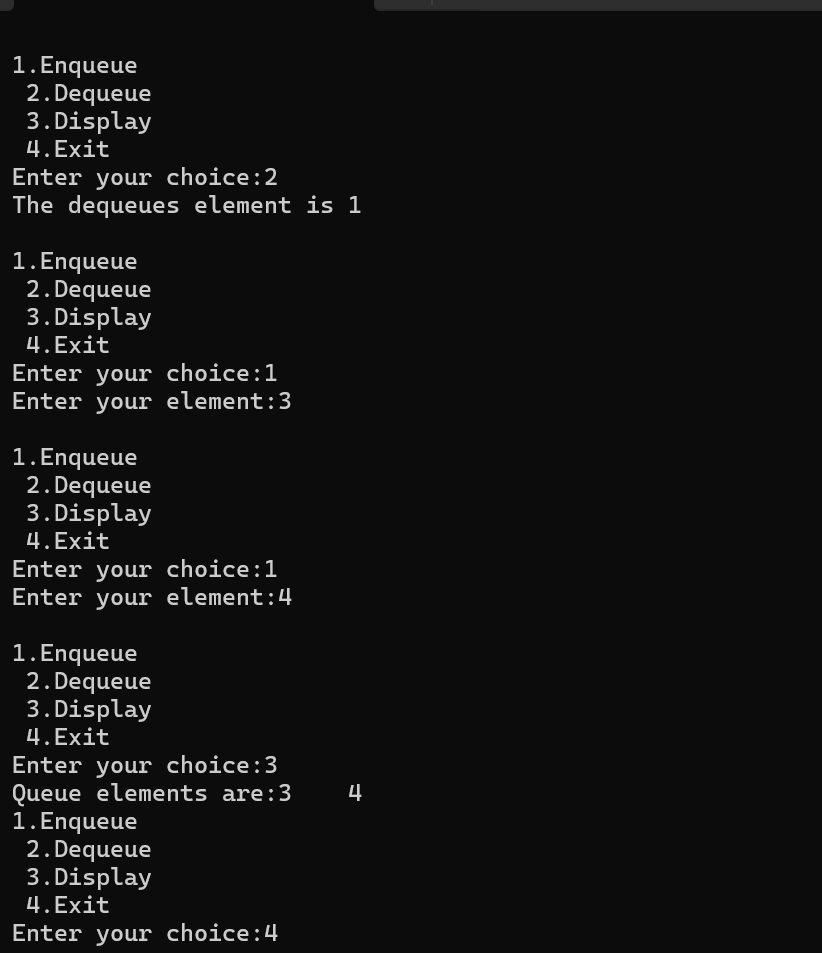 1.Enqueue
 2.Dequeue
 3.Display
 4.Exit
Enter your choice:2
The dequeues element is 1

1.Enqueue
 2.Dequeue
 3.Display
 4.Exit
Enter your choice:1
Enter your element:3

1.Enqueue
 2.Dequeue
 3.Display
 4.Exit
Enter your choice:1
Enter your element:4

1.Enqueue
 2.Dequeue
 3.Display
 4.Exit
Enter your choice:3
Queue elements are:3    4
1.Enqueue
 2.Dequeue
 3.Display
 4.Exit
Enter your choice:4